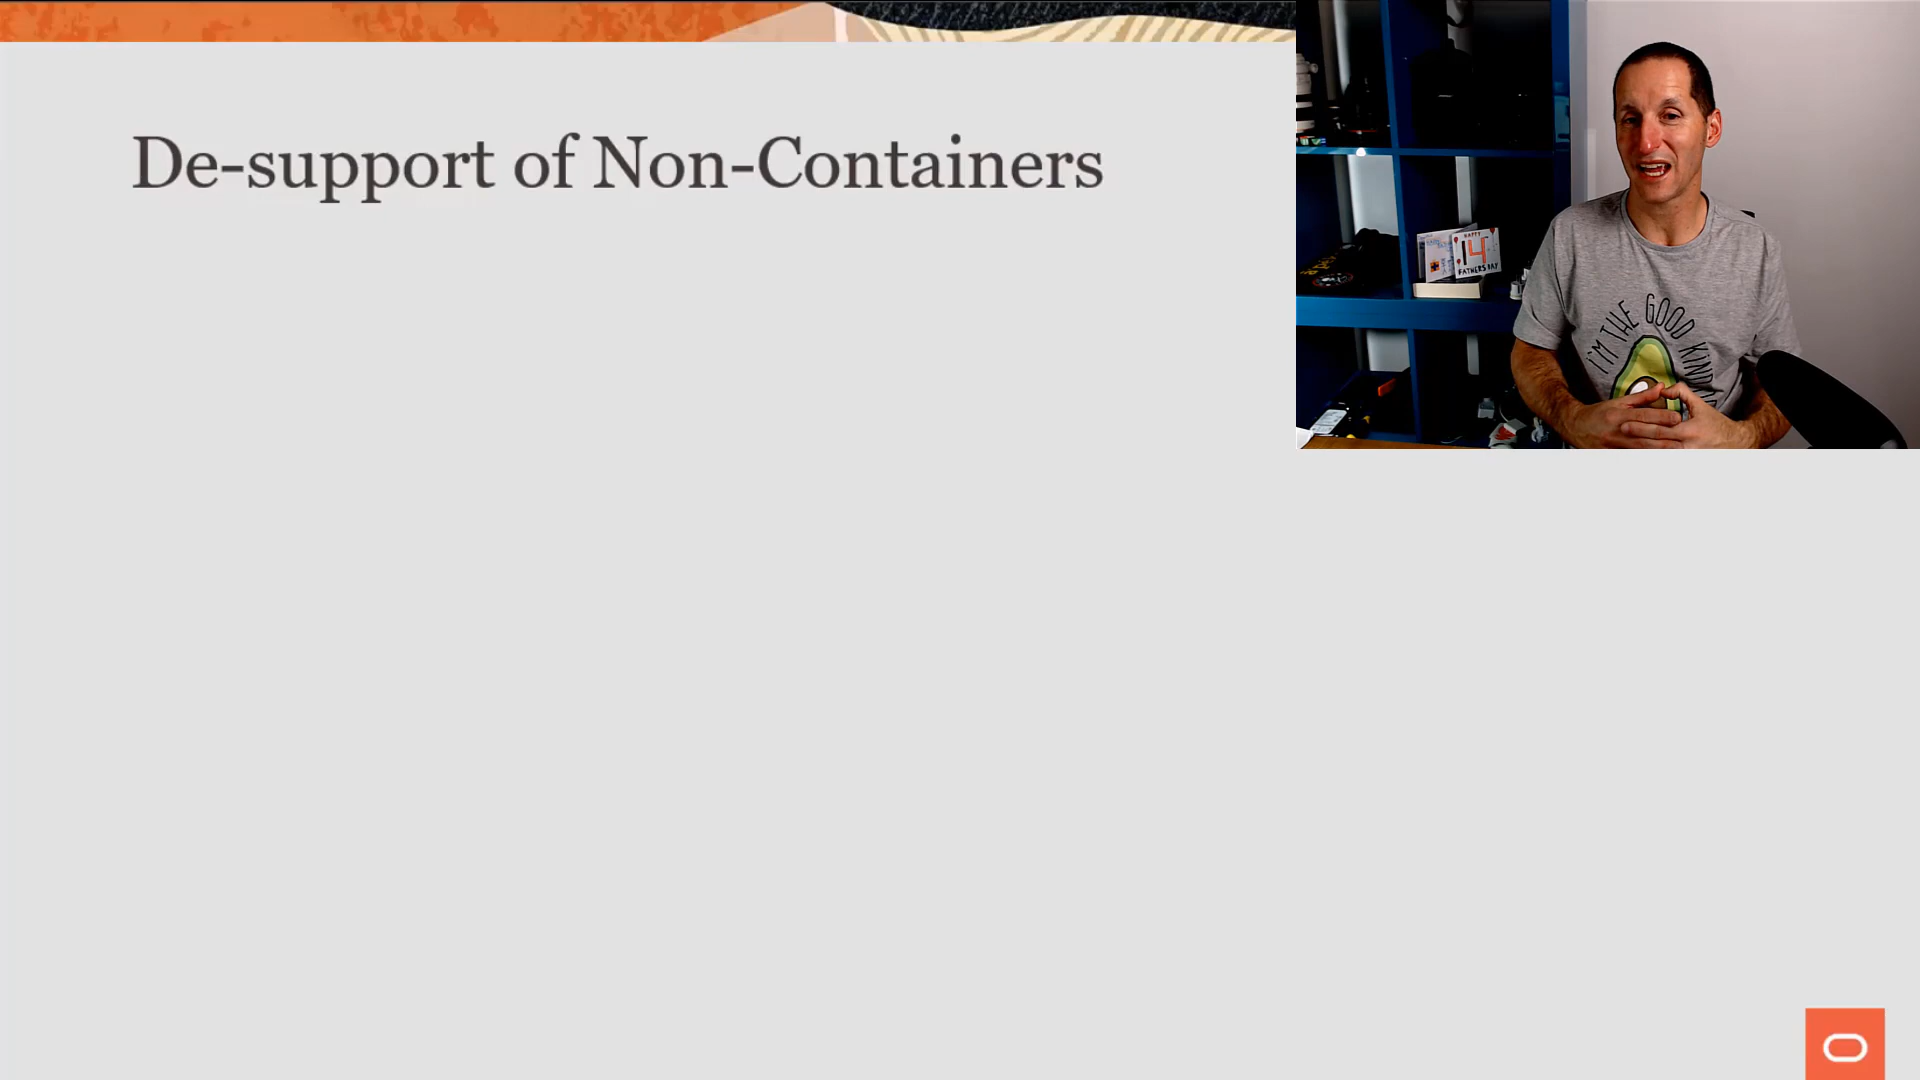 De-support of Non-Containers
HAPPY
14
FATHERS DAY
I'M THE GOOD KIND